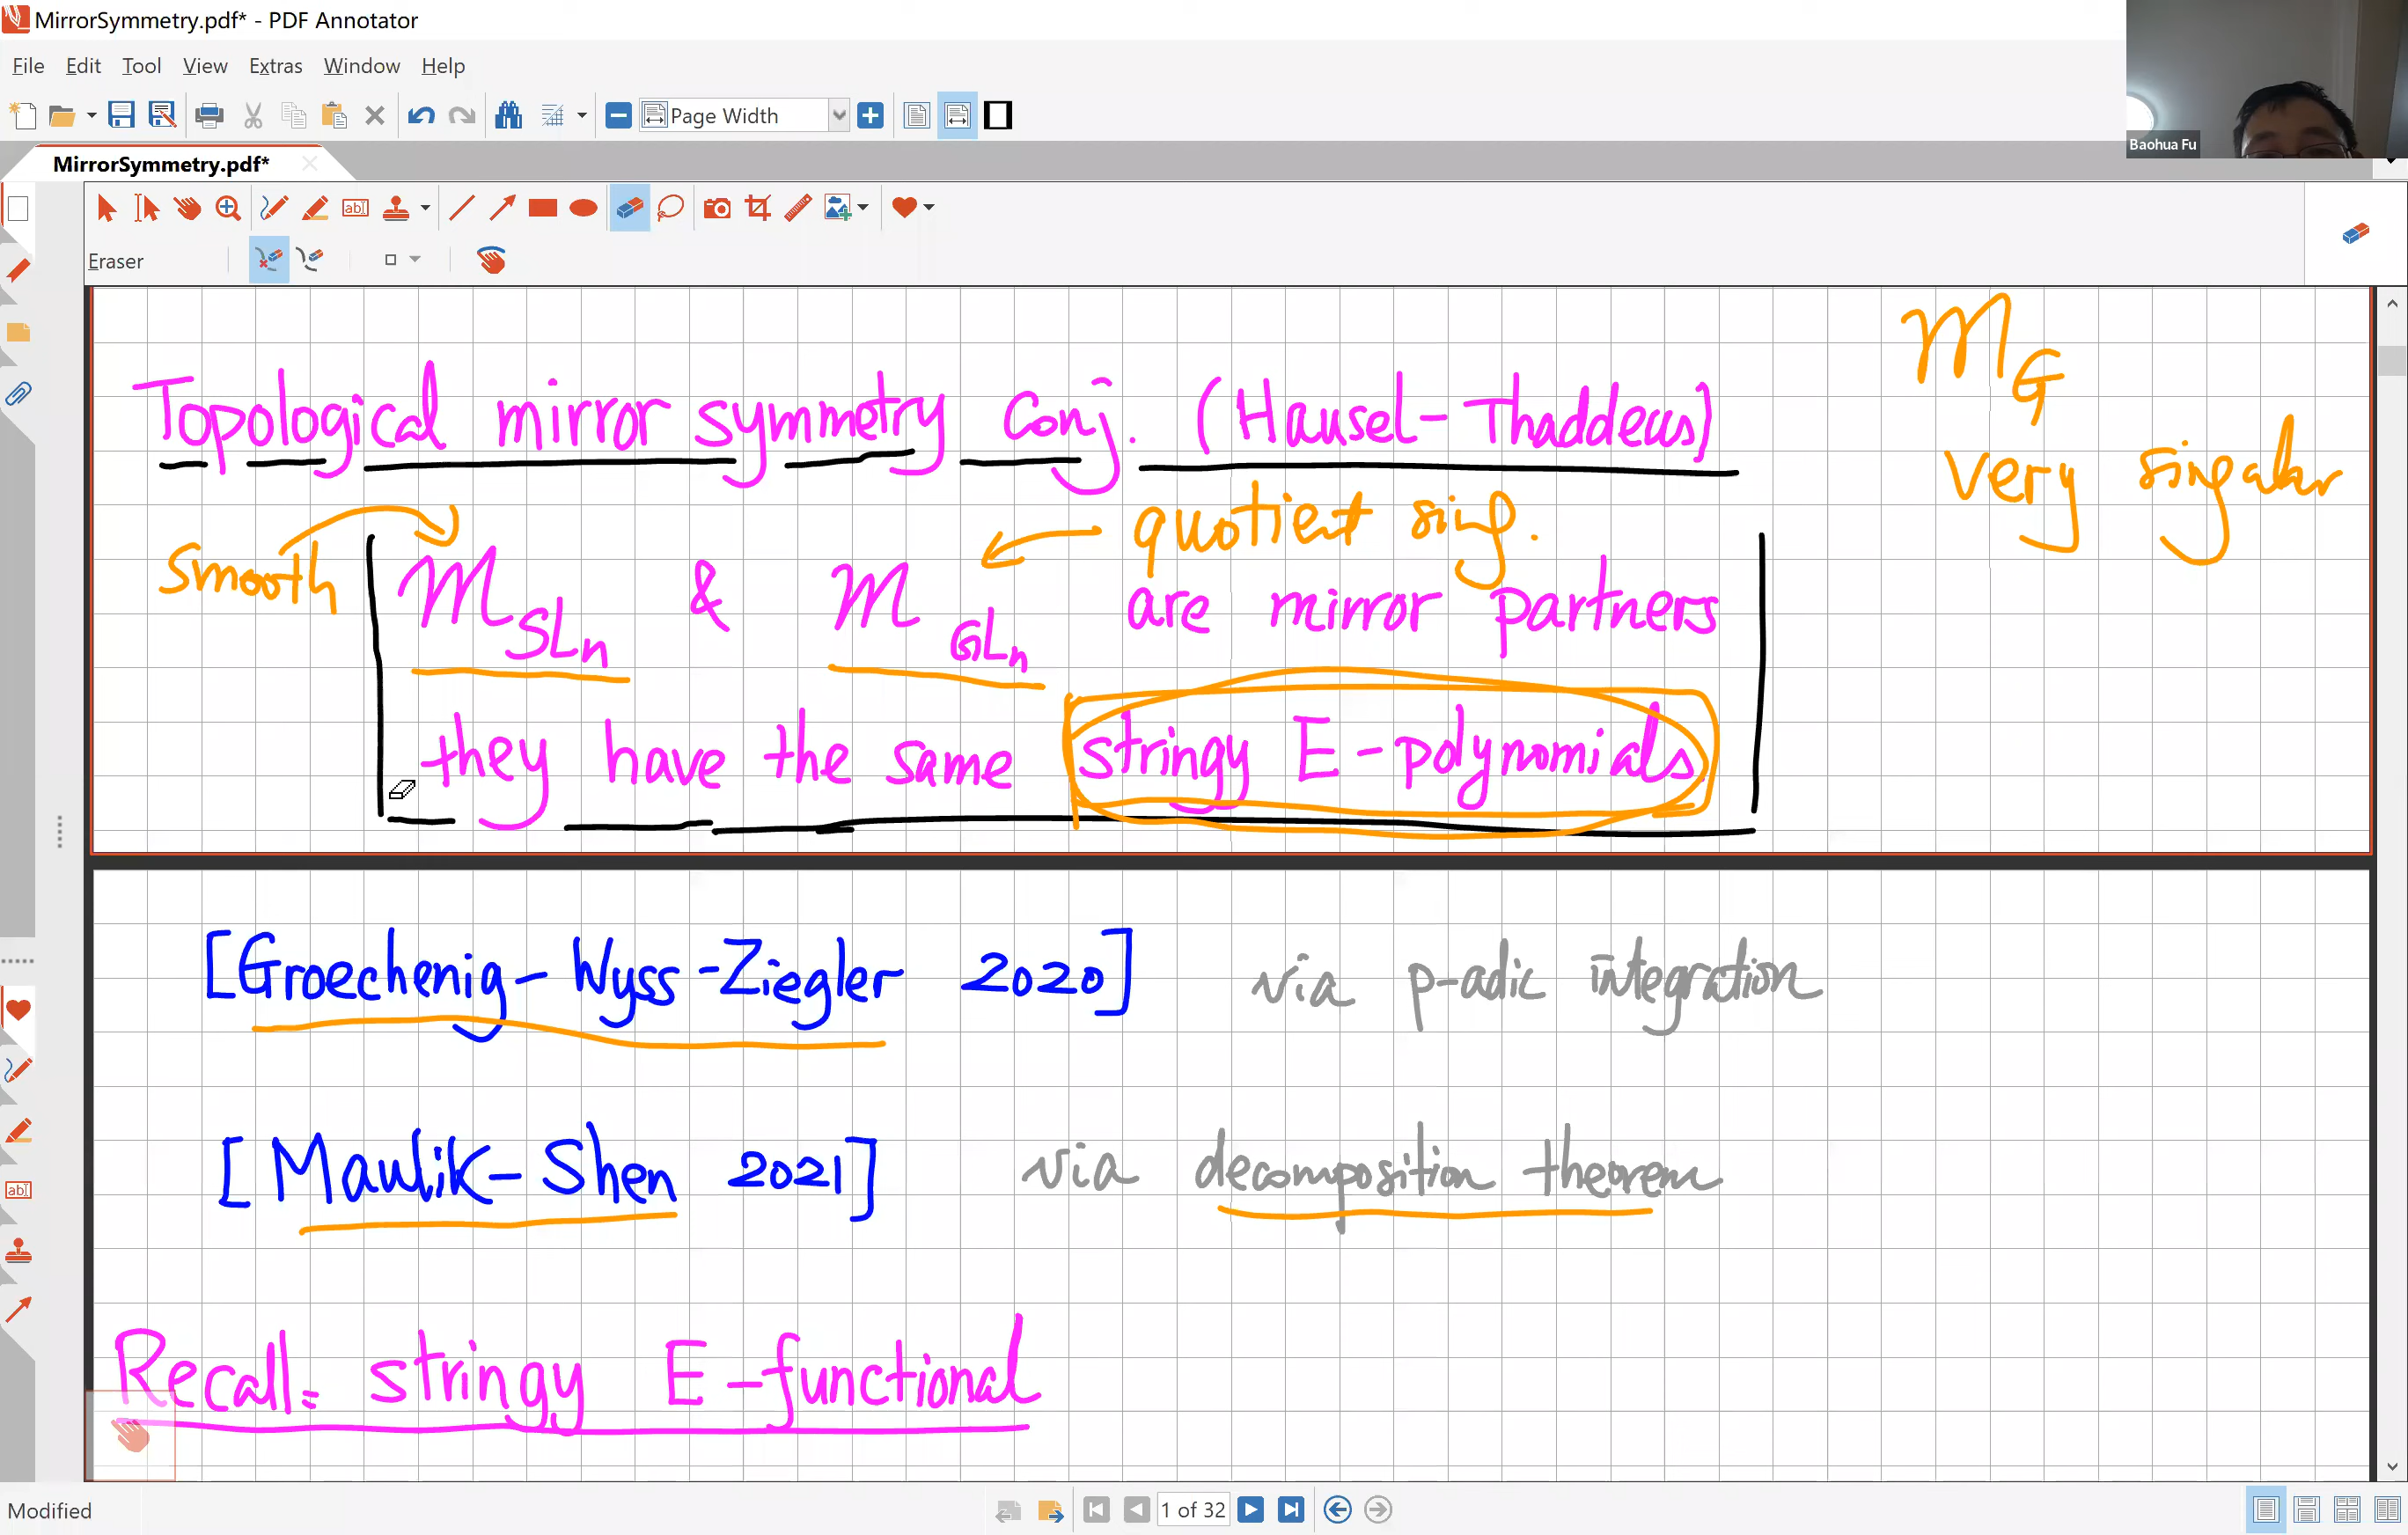 MirrorSymmetry.pdf* - PDF Annotator
File Edit Tool View Extras Window Help
Page Width
Baohua Fu
MirrorSymmetry.pdf*
Eraser
Topological mirror symmetry Conj. (Hausel-Thaddeus)
M_G
very singular
smooth
quotient sing.
M_SLn & M_GLn are mirror partners
they have the same stringy E-polynomials
[Groechenig-Wyss-Ziegler 2020] via p-adic integration
[Maulik-Shen 2021] via decomposition theorem
Recall: stringy E-functional
Modified
1 of 32